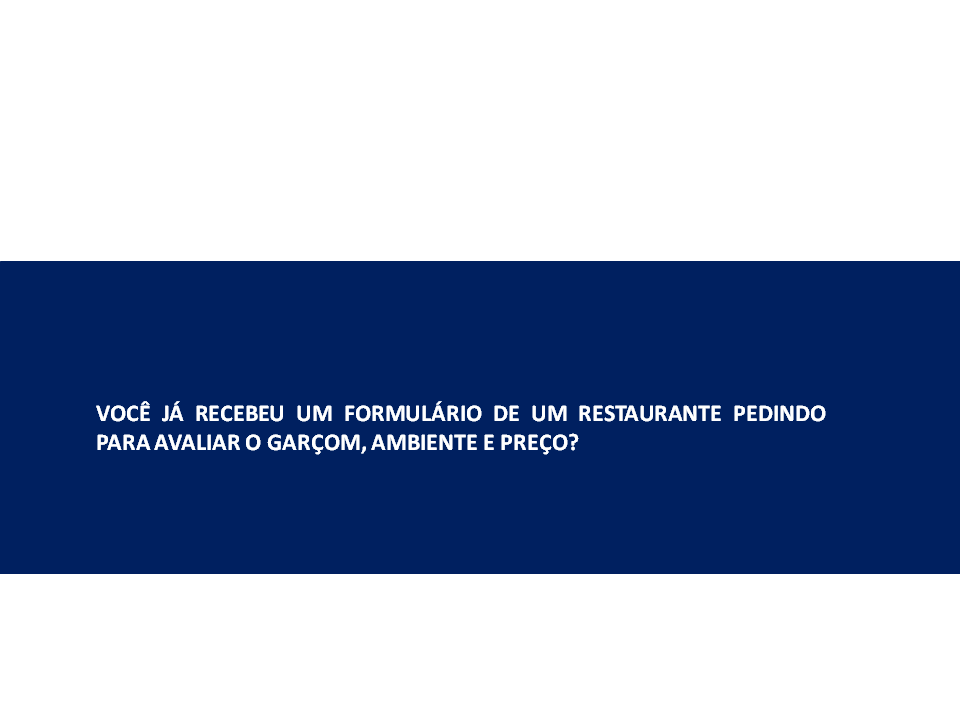 VOCÊ JÁ RECEBEU UM FORMULÁRIO DE UM RESTAURANTE PEDINDO
PARA AVALIAR O GARÇOM, AMBIENTE E PREÇO?